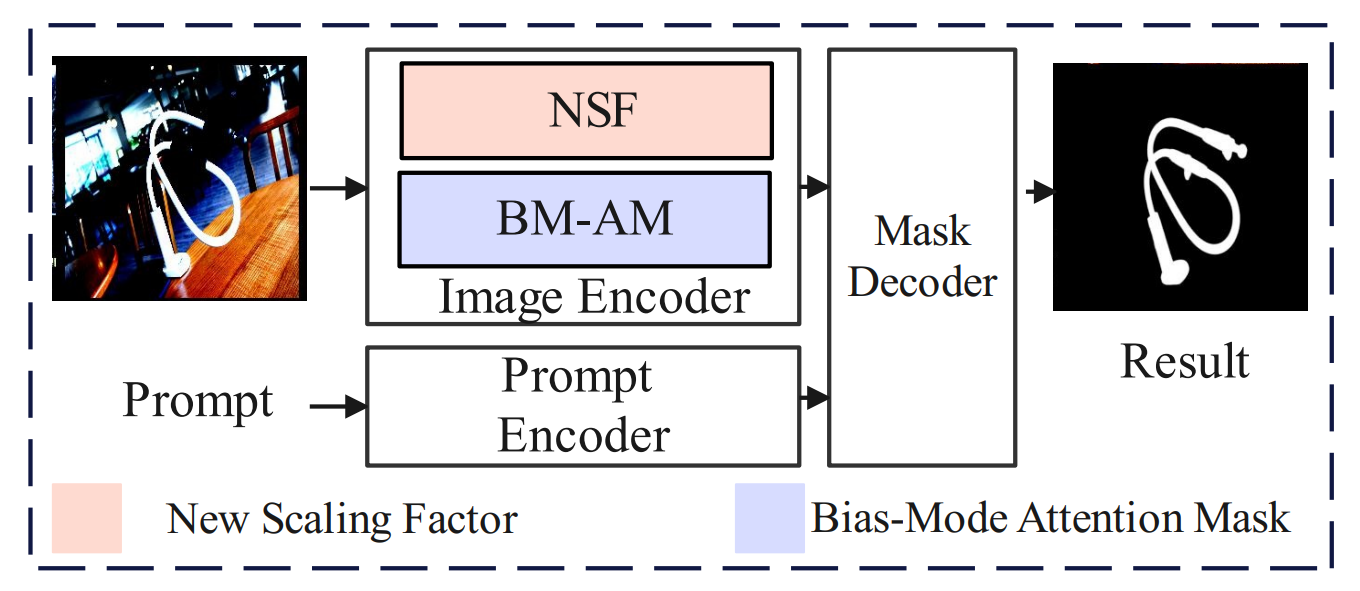 NSF
BM-AM
Image Encoder
Prompt
Prompt
Encoder
Mask
Decoder
Result
New Scaling Factor
Bias-Mode Attention Mask